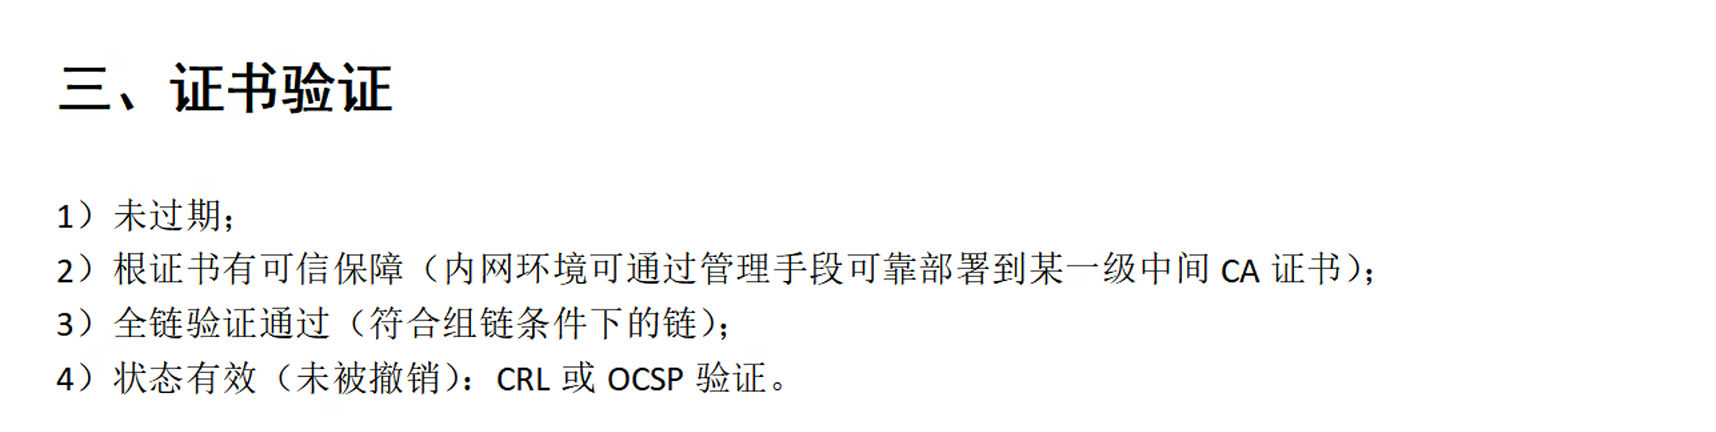 三、证书验证
1）未过期；
2）根证书有可信保障（内网环境可通过管理手段可靠部署到某一级中间 CA 证书）；
3）全链验证通过（符合组链条件下的链）；
4）状态有效（未被撤销）：CRL 或 OCSP 验证。